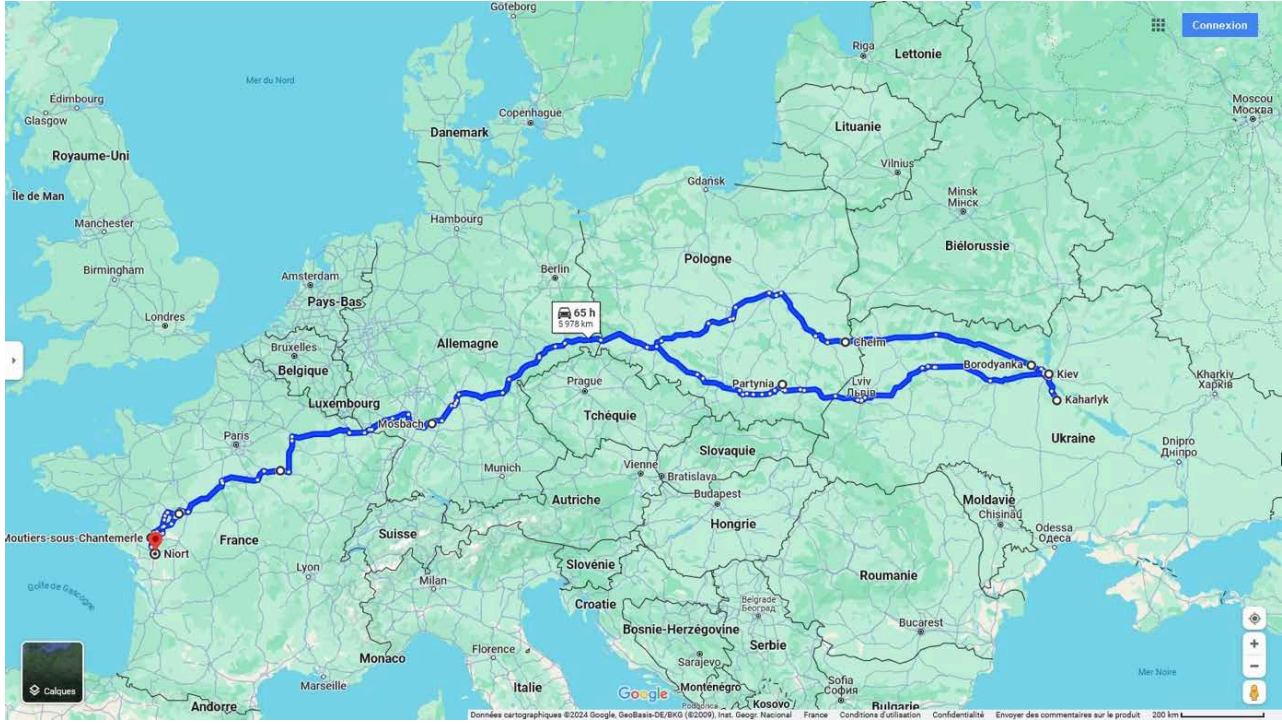 Göteborg
Connexion
Riga
Lettonie
Mer du Nord
Moscou
Москва
Édimbourg
Glasgow
Copenhague
Danemark
Lituanie
Royaume-Uni
Vilnius
Île de Man
Gdańsk
Minsk
Мінск
Manchester
Hambourg
Biélorussie
Pologne
Birmingham
Amsterdam
Berlin
Pays-Bas
65 h
5 978 km
Londres
Bruxelles
Allemagne
Chełm
Belgique
Borodyanka
Kiev
Prague
Partynia
Lviv
Львів
Kharkiv
Харків
Luxembourg
Tchéquie
Kaharlyk
Mosbach
Paris
Ukraine
Dnipro
Дніпро
Slovaquie
Munich
Vienne
Bratislava
Autriche
Budapest
Moldavie
Hongrie
Chisinău
Suisse
Odessa
Одеса
Moutiers-sous-Chantemerle
France
Niort
Slovénie
Lyon
Milan
Roumanie
Golfe de Gascogne
Croatie
Belgrade
Београд
Bosnie-Herzégovine
Bucarest
Serbie
Monaco
Florence
Sarajevo
Mer Noire
Marseille
Italie
Sofia
София
Calques
Google
Monténégro
Podgorica
Kosovo
Bulgarie
Andorre
Données cartographiques ©2024 Google, GeoBasis-DE/BKG (©2009), Inst. Geogr. Nacional France Conditions d'utilisation Confidentialité Envoyer des commentaires sur le produit 200 km